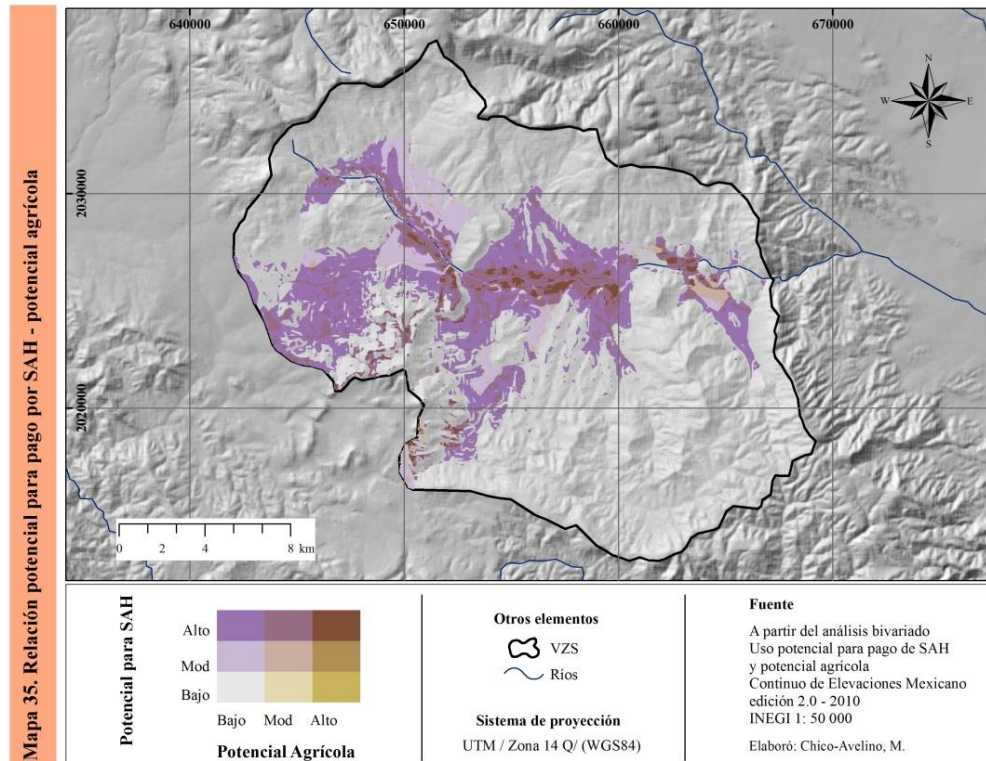 Mapa 35. Relación potencial para pago por SAH - potencial agrícola
640000
650000
660000
670000
N
W
E
S
2030000
2020000
0 2 4 8 km
Potencial para SAH
Alto
Mod
Bajo
Bajo Mod Alto
Potencial Agrícola
Otros elementos
VZS
Rios
Sistema de proyección
UTM / Zona 14 Q/ (WGS84)
Fuente
A partir del análisis bivariado
Uso potencial para pago de SAH
y potencial agrícola
Continuo de Elevaciones Mexicano
edición 2.0 - 2010
INEGI 1: 50 000
Elaboró: Chico-Avelino, M.